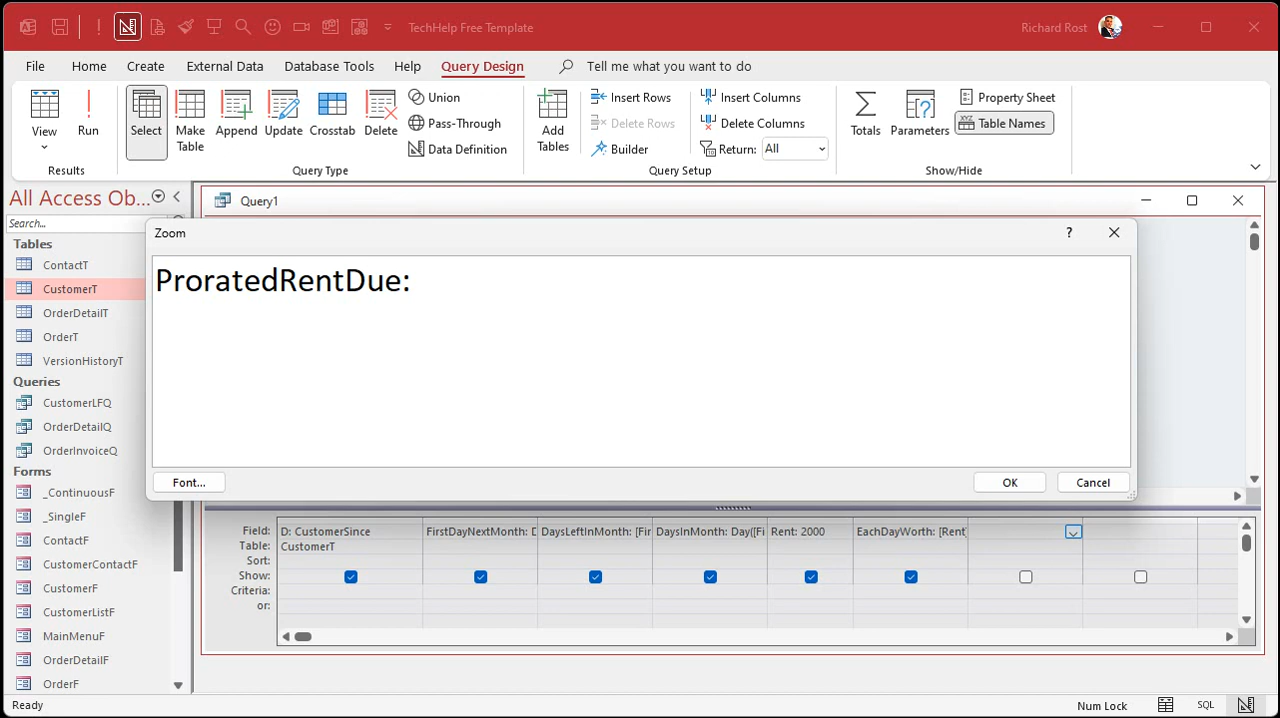 TechHelp Free Template
Richard Rost
File Home Create External Data Database Tools Help Query Design Tell me what you want to do
View
Run
Select
Make Table
Append
Update
Crosstab
Delete
Union
Pass-Through
Data Definition
Add Tables
Insert Rows
Delete Rows
Builder
Insert Columns
Delete Columns
Return: All
Totals
Parameters
Property Sheet
Table Names
Results Query Type Query Setup Show/Hide
All Access Ob...
Search...
Tables
ContactT
CustomerT
OrderDetailT
OrderT
VersionHistoryT
Queries
CustomerLFQ
OrderDetailQ
OrderInvoiceQ
Forms
_ContinuousF
_SingleF
ContactF
CustomerContactF
CustomerF
CustomerListF
MainMenuF
OrderDetailF
OrderF
Query1
Zoom ?
ProratedRentDue:
Font... OK Cancel
Field: D: CustomerSince FirstDayNextMonth: D DaysLeftInMonth: [Fir DaysInMonth: Day([Fi Rent: 2000 EachDayWorth: [Rent]
Table: CustomerT
Sort:
Show:
Criteria:
or:
Ready Num Lock SQL